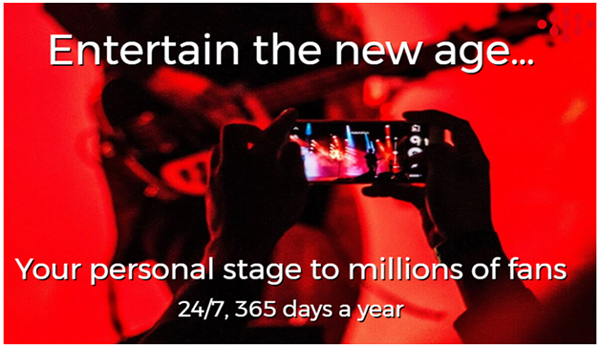 Entertain the new age...
Your personal stage to millions of fans
24/7, 365 days a year